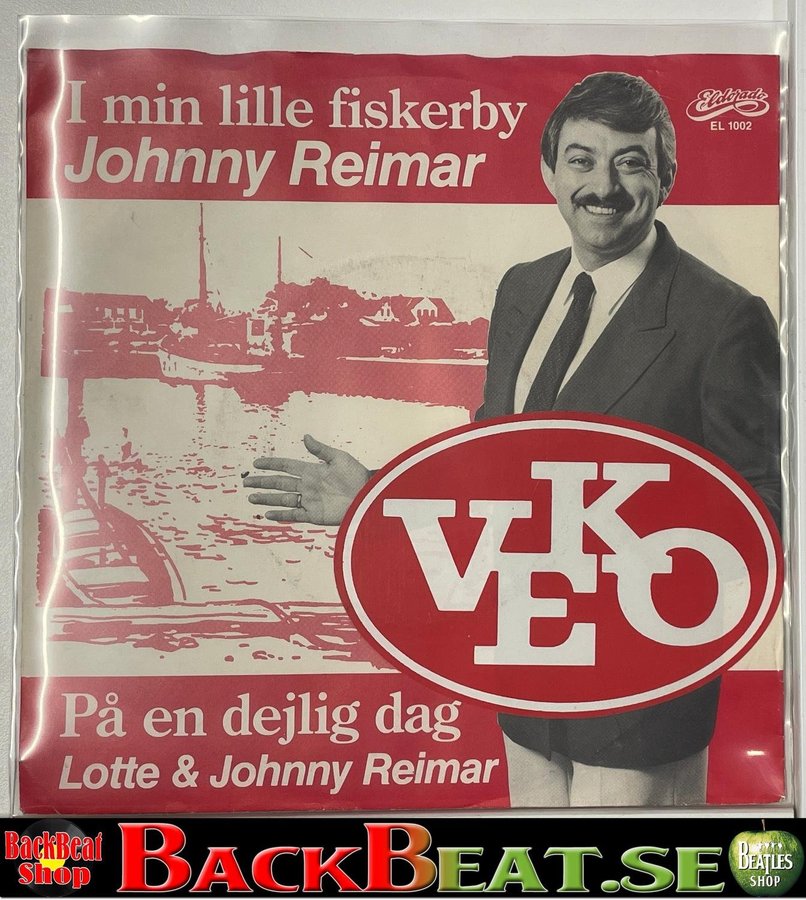 I min lille fiskerby
Johnny Reimar
Eldorado
EL 1002
VEKO
På en dejlig dag
Lotte & Johnny Reimar
BackBeat
Shop
BACKBEAT.SE
BEATLES
SHOP